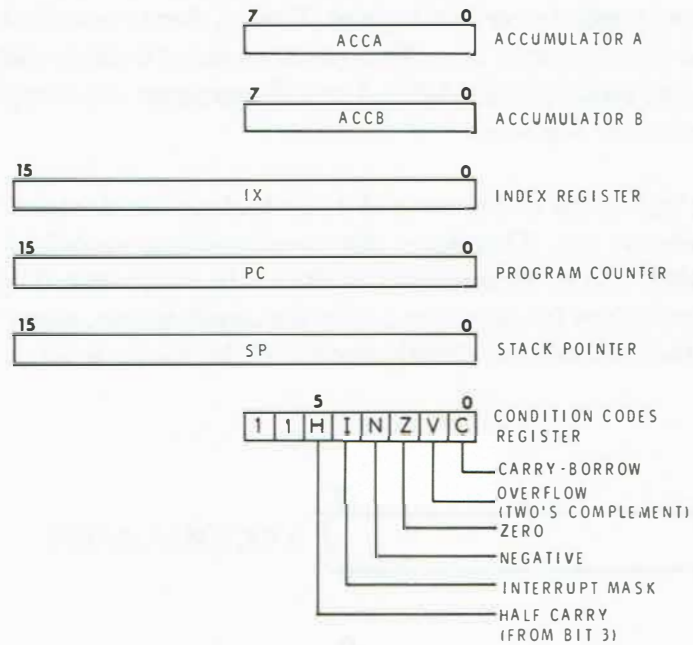 7 0
ACCA ACCUMULATOR A
7 0
ACCB ACCUMULATOR B
15 0
IX INDEX REGISTER
15 0
PC PROGRAM COUNTER
15 0
SP STACK POINTER
5 0
1 1 H I N Z V C CONDITION CODES
REGISTER
CARRY-BORROW
OVERFLOW
(TWO'S COMPLEMENT)
ZERO
NEGATIVE
INTERRUPT MASK
HALF CARRY
(FROM BIT 3)